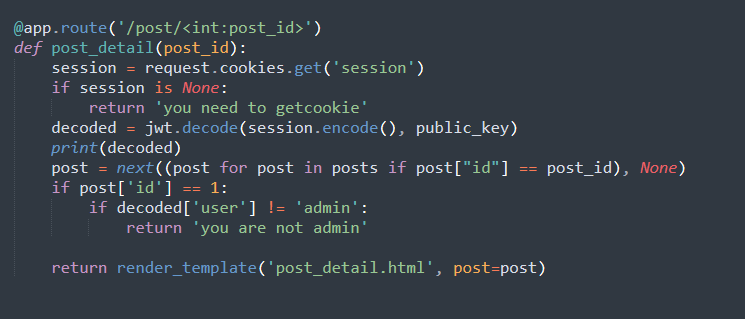 @app.route('/post/<int:post_id>')
def post_detail(post_id):
    session = request.cookies.get('session')
    if session is None:
        return 'you need to getcookie'
    decoded = jwt.decode(session.encode(), public_key)
    print(decoded)
    post = next((post for post in posts if post["id"] == post_id), None)
    if post['id'] == 1:
        if decoded['user'] != 'admin':
            return 'you are not admin'
    return render_template('post_detail.html', post=post)